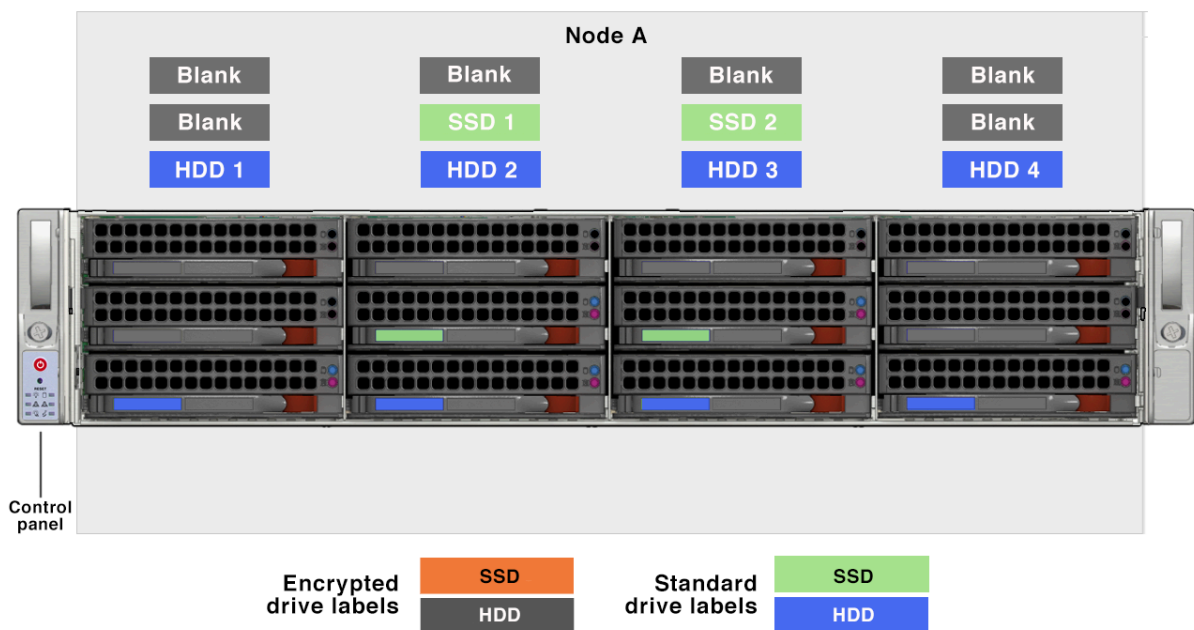 Node A
Blank Blank Blank Blank
Blank SSD 1 SSD 2 Blank
HDD 1 HDD 2 HDD 3 HDD 4
RESET
Control
panel
Encrypted
drive labels
SSD
HDD
Standard
drive labels
SSD
HDD